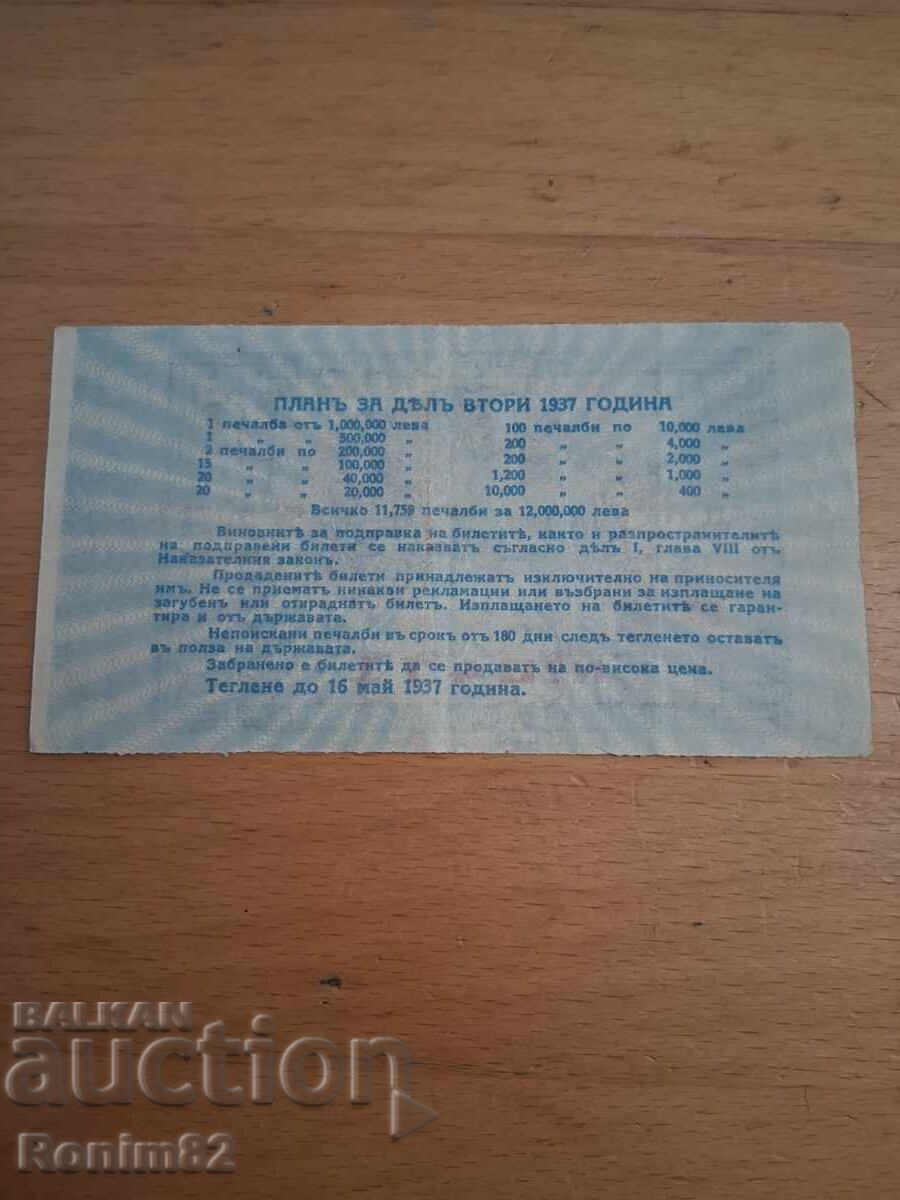 ПЛАНЪ ЗА ДѢЛЪ ВТОРИ 1937 ГОДИНА
1 печалба отъ 1,000,000 лева
1 „ „ 500,000 „
2 печалби по 200,000 „
15 „ „ 100,000 „
20 „ „ 40,000 „
20 „ „ 20,000 „
100 печалби по 10,000 лева
200 „ „ 4,000 „
200 „ „ 2,000 „
1,200 „ „ 1,000 „
10,000 „ „ 400 „
Всичко 11,759 печалби за 12,000,000 лева
Виновнитѣ за подправка на билетитѣ, както и разпространителитѣ
на подправени билети се наказватъ съгласно дѣлъ I, глава VIII отъ
Наказателния законъ.
Продаденитѣ билети принадлежатъ изключително на приносителя
имъ. Не се приематъ никакви рекламации или възбрани за изплащане на
загубенъ или откраднатъ билетъ. Изплащането на билетитѣ се гаран-
тира и отъ държавата.
Непоискани печалби въ срокъ отъ 180 дни следъ тегленето оставатъ
въ полза на държавата.
Забранено е билетитѣ да се продаватъ на по-висока цена.
Теглене до 16 май 1937 година.
BALKAN
auction
Ronim82